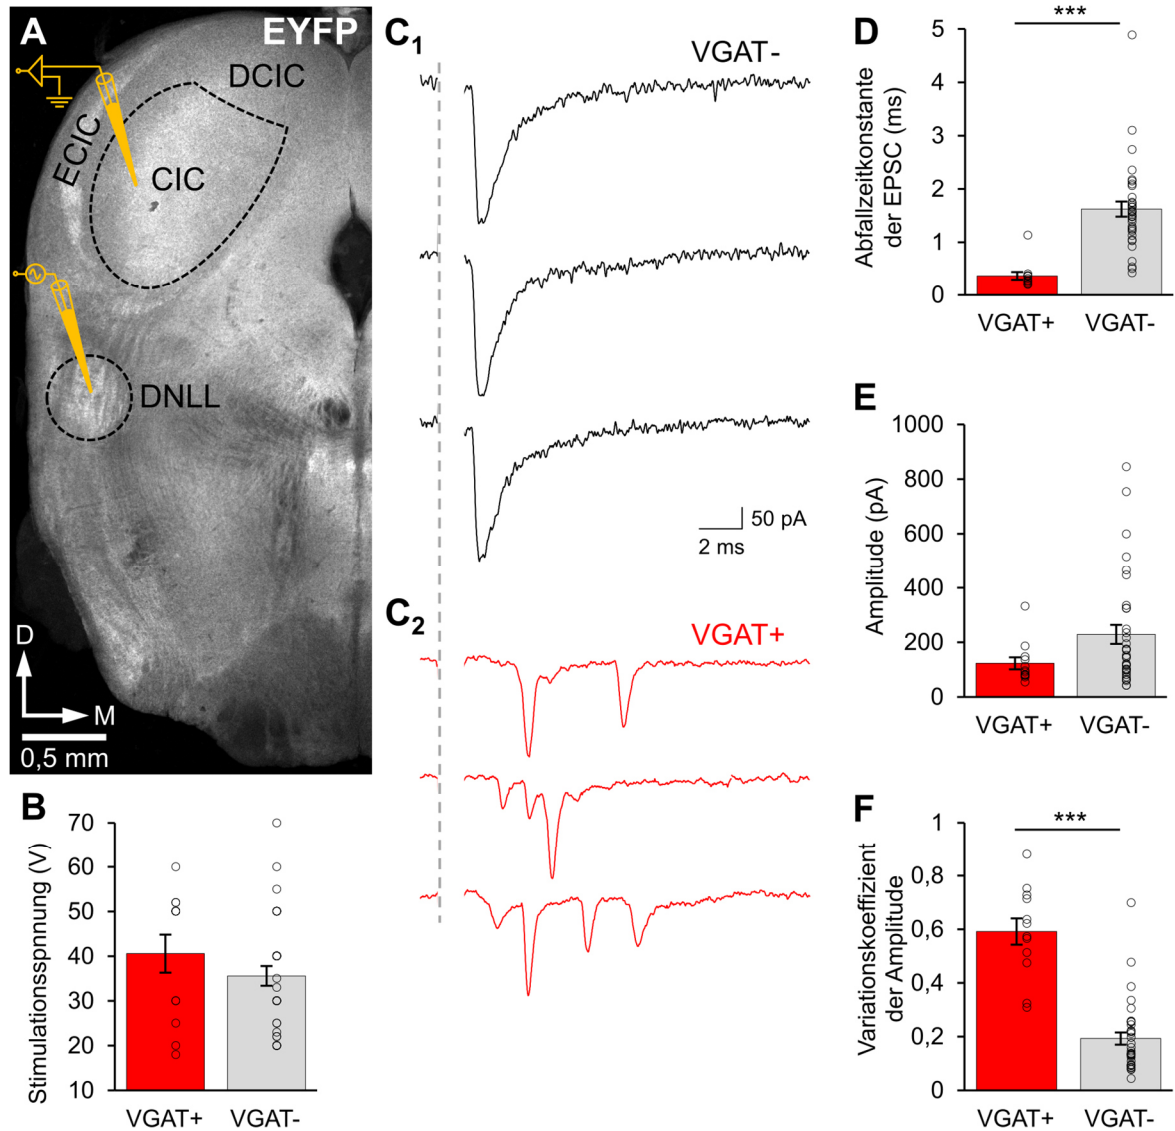 A
EYFP
DCIC
ECIC
CIC
DNLL
D
M
0,5 mm
B
Stimulationsspnnung (V)
70
60
50
40
30
20
10
VGAT+
VGAT-
C1
VGAT-
50 pA
2 ms
C2
VGAT+
D
Abfallzeitkonstante
der EPSC (ms)
5
4
3
2
1
0
***
VGAT+
VGAT-
E
Amplitude (pA)
1000
800
600
400
200
0
VGAT+
VGAT-
F
Variationskoeffizient
der Amplitude
1
0,8
0,6
0,4
0,2
0
***
VGAT+
VGAT-